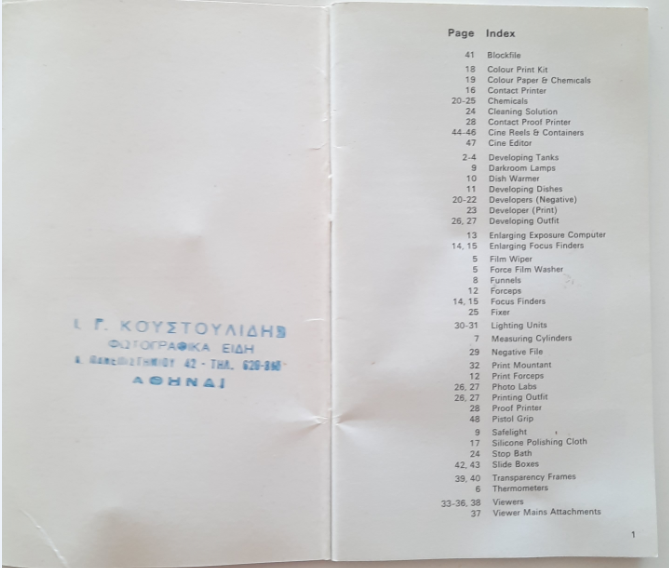 Ι. Γ. ΚΟΥΣΤΟΥΛΙΔΗΣ
ΦΩΤΟΓΡΑΦΙΚΑ ΕΙΔΗ
ΠΑΝΕΠΙΣΤΗΜΙΟΥ 42 - ΤΗΛ.
ΑΘΗΝΑΙ
Page Index
41 Blockfile
18 Colour Print Kit
19 Colour Paper & Chemicals
16 Contact Printer
20-25 Chemicals
24 Cleaning Solution
28 Contact Proof Printer
44-46 Cine Reels & Containers
47 Cine Editor
2-4 Developing Tanks
9 Darkroom Lamps
10 Dish Warmer
11 Developing Dishes
20-22 Developers (Negative)
23 Developer (Print)
26, 27 Developing Outfit
13 Enlarging Exposure Computer
14, 15 Enlarging Focus Finders
5 Film Wiper
5 Force Film Washer
8 Funnels
12 Forceps
14, 15 Focus Finders
25 Fixer
30-31 Lighting Units
7 Measuring Cylinders
29 Negative File
32 Print Mountant
12 Print Forceps
26, 27 Photo Labs
26, 27 Printing Outfit
28 Proof Printer
48 Pistol Grip
9 Safelight
17 Silicone Polishing Cloth
24 Stop Bath
42, 43 Slide Boxes
39, 40 Transparency Frames
6 Thermometers
33-36, 38 Viewers
37 Viewer Mains Attachments
1